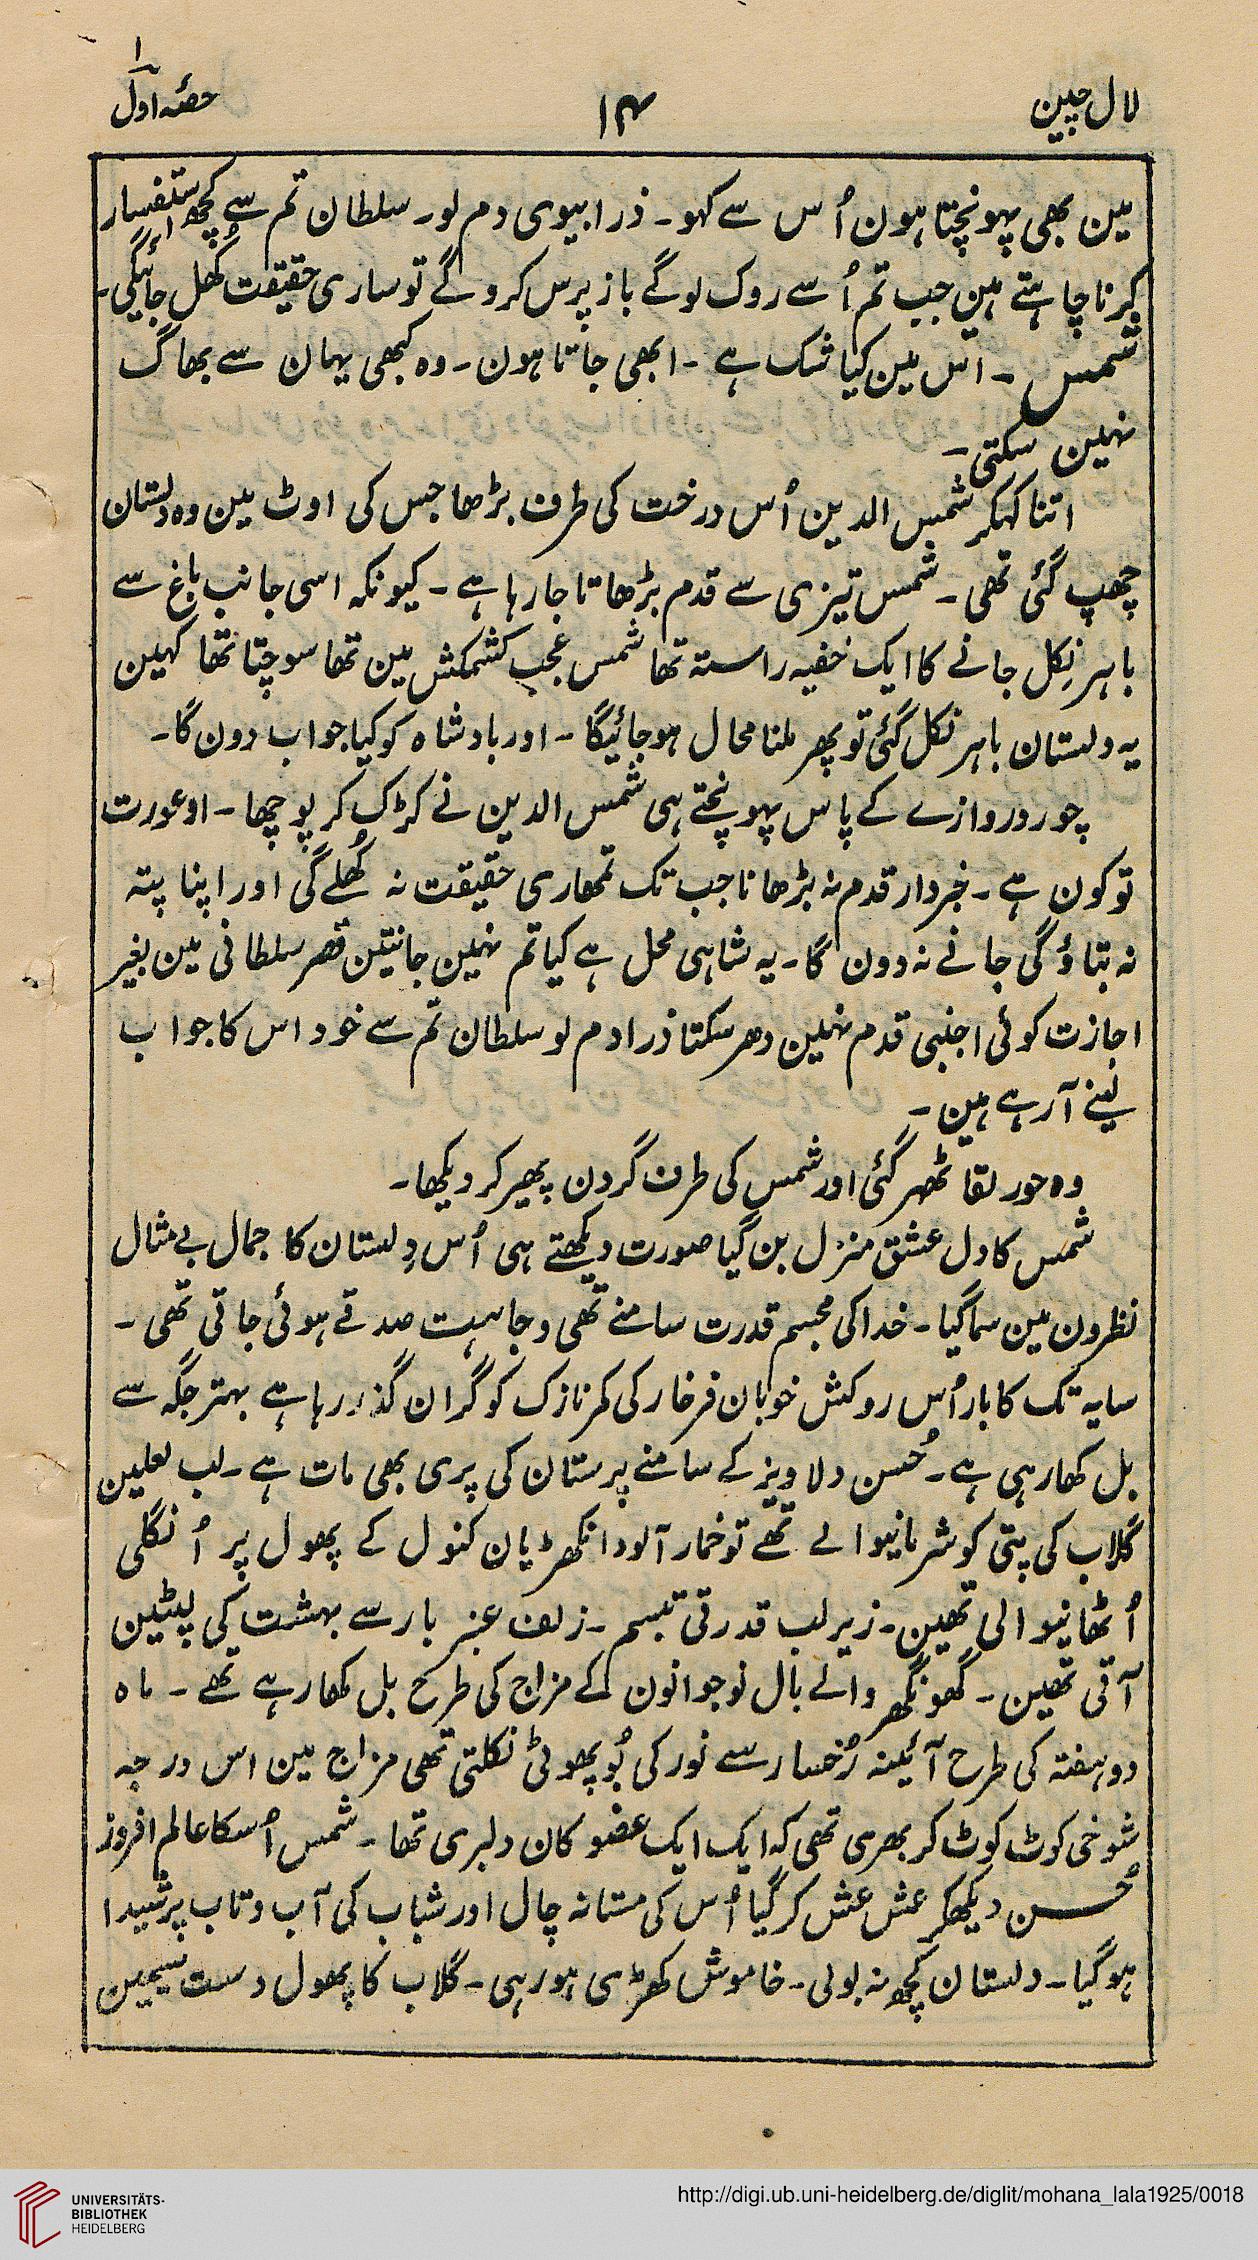 لال جبین
۱۴
حصّہ اول
۱
مین بھی پہونچتا ہون اُس سے کہو۔ ذرا بیوی دم لو۔ سلطان تم سے کچھ استفسار
کرنا چاہتے ہین جب تم اُسے روک لوگے باز پرس کروگے تو ساری حقیقت کُھل جائیگی۔
شمس ۔ اس مین کیا شک ہے ۔ ابھی جاتا ہون۔ وہ کبھی یہان سے بھاگ
نہین سکتی۔
اتنا کہکر شمس الدین اُس درخت کی طرف بڑھا جس کی اوٹ مین وہ دلستان
چھپ گئی تھی۔ شمس تیزی سے قدم بڑھاتا جا رہا ہے۔ کیونکہ اسی جانب باغ سے
باہر نِکل جانے کا ایک خفیہ راستہ تھا شمس عجب کشمکش مین تھا سوچتا تھا کہین
یہ دلستان باہر نکل گئی تو پھر ملنا محال ہو جائیگا۔ اور بادشاہ کو کیا جواب دون گا۔
چور دروازے کے پاس پہونچتے ہی شمس الدین نے کڑک کر پوچھا۔ او عورت
تو کون ہے۔ خبردار قدم نہ بڑھانا جب تک تمھاری حقیقت نہ کُھلے گی اور اپنا پتہ
نہ بتاؤ گی جانے نہ دون گا۔ یہ شاہی محل ہے کیا تم نہین جانتین قصر سلطانی مین بغیر
اجازت کوئی اجنبی قدم نہین دھر سکتا ذرا دم لو سلطان تم سے خود اس کا جواب
لینے آرہے ہین۔
وہ حور لقا ٹھہر گئی اور شمس کی طرف گردن پھیر کر دیکھا۔
شمس کا دل عشق منزل بن گیا صورت دیکھتے ہی اُس دِلستان کا جمال بے مثال
نظرون مین سما گیا۔ خدا کی مجسم قدرت سامنے تھی وجاہت صدقے ہوئی جاتی تھی۔
سایہ تک کا بار اُس روکش خوبان فرخار کی کمر نازک کو گران گذر رہا ہے بہتر جگہ سے
بل کھا رہی ہے۔ حُسن دلاویز کے سامنے پرستان کی پری بھی مات ہے۔ لب لعلین
گلاب کی پتی کو شرمانیوالے تھے تو خمار آلود انکھڑیان کنول کے پھول پر اُنگلی
اُٹھانیوالی تھین۔ زیر لب قدرتی تبسم۔ زلف عنبر بار سے بہشت کی لپٹین
آتی تھین۔ گھونگھر والے بال نوجوانون کے مزاج کی طرح بل کھا رہے تھے۔ ماہ
دو ہفتہ کی طرح آئینہ رُخسار سے نور کی پُو پھوٹی نکلتی تھی مزاج مین اس درجہ
شوخی کوٹ کوٹ کر بھری تھی کہ ایک ایک عضو کان دلبری تھا۔ شمس اُسکا عالم افروز
حُسن دیکھکر عش عش کر گیا اُس کی مستانہ چال اور شباب کی آب و تاب پر شیدا
ہو گیا۔ دلستان کچھ نہ بولی۔ خاموش کھڑی ہو رہی۔ گلاب کا پھول دست سیمین
UNIVERSITÄTS-
BIBLIOTHEK
HEIDELBERG
http://digi.ub.uni-heidelberg.de/diglit/mohana_lala1925/0018